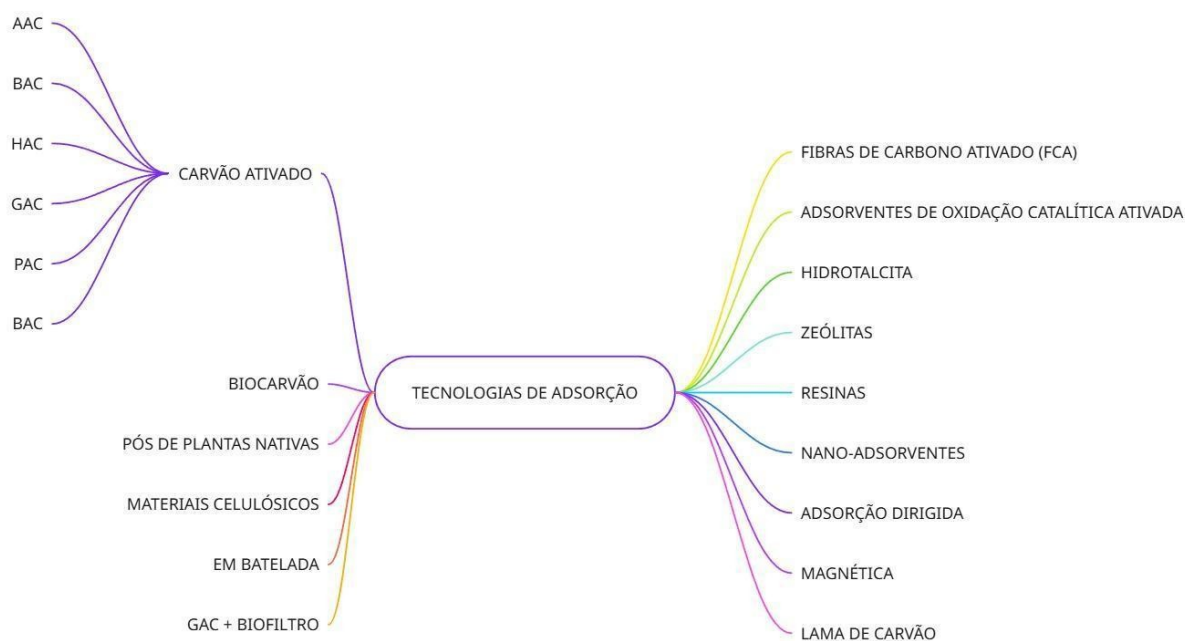 AAC
BAC
HAC
GAC
PAC
BAC
CARVÃO ATIVADO
BIOCARVÃO
PÓS DE PLANTAS NATIVAS
MATERIAIS CELULÓSICOS
EM BATELADA
GAC + BIOFILTRO
TECNOLOGIAS DE ADSORÇÃO
FIBRAS DE CARBONO ATIVADO (FCA)
ADSORVENTES DE OXIDAÇÃO CATALÍTICA ATIVADA
HIDROTALCITA
ZEÓLITAS
RESINAS
NANO-ADSORVENTES
ADSORÇÃO DIRIGIDA
MAGNÉTICA
LAMA DE CARVÃO